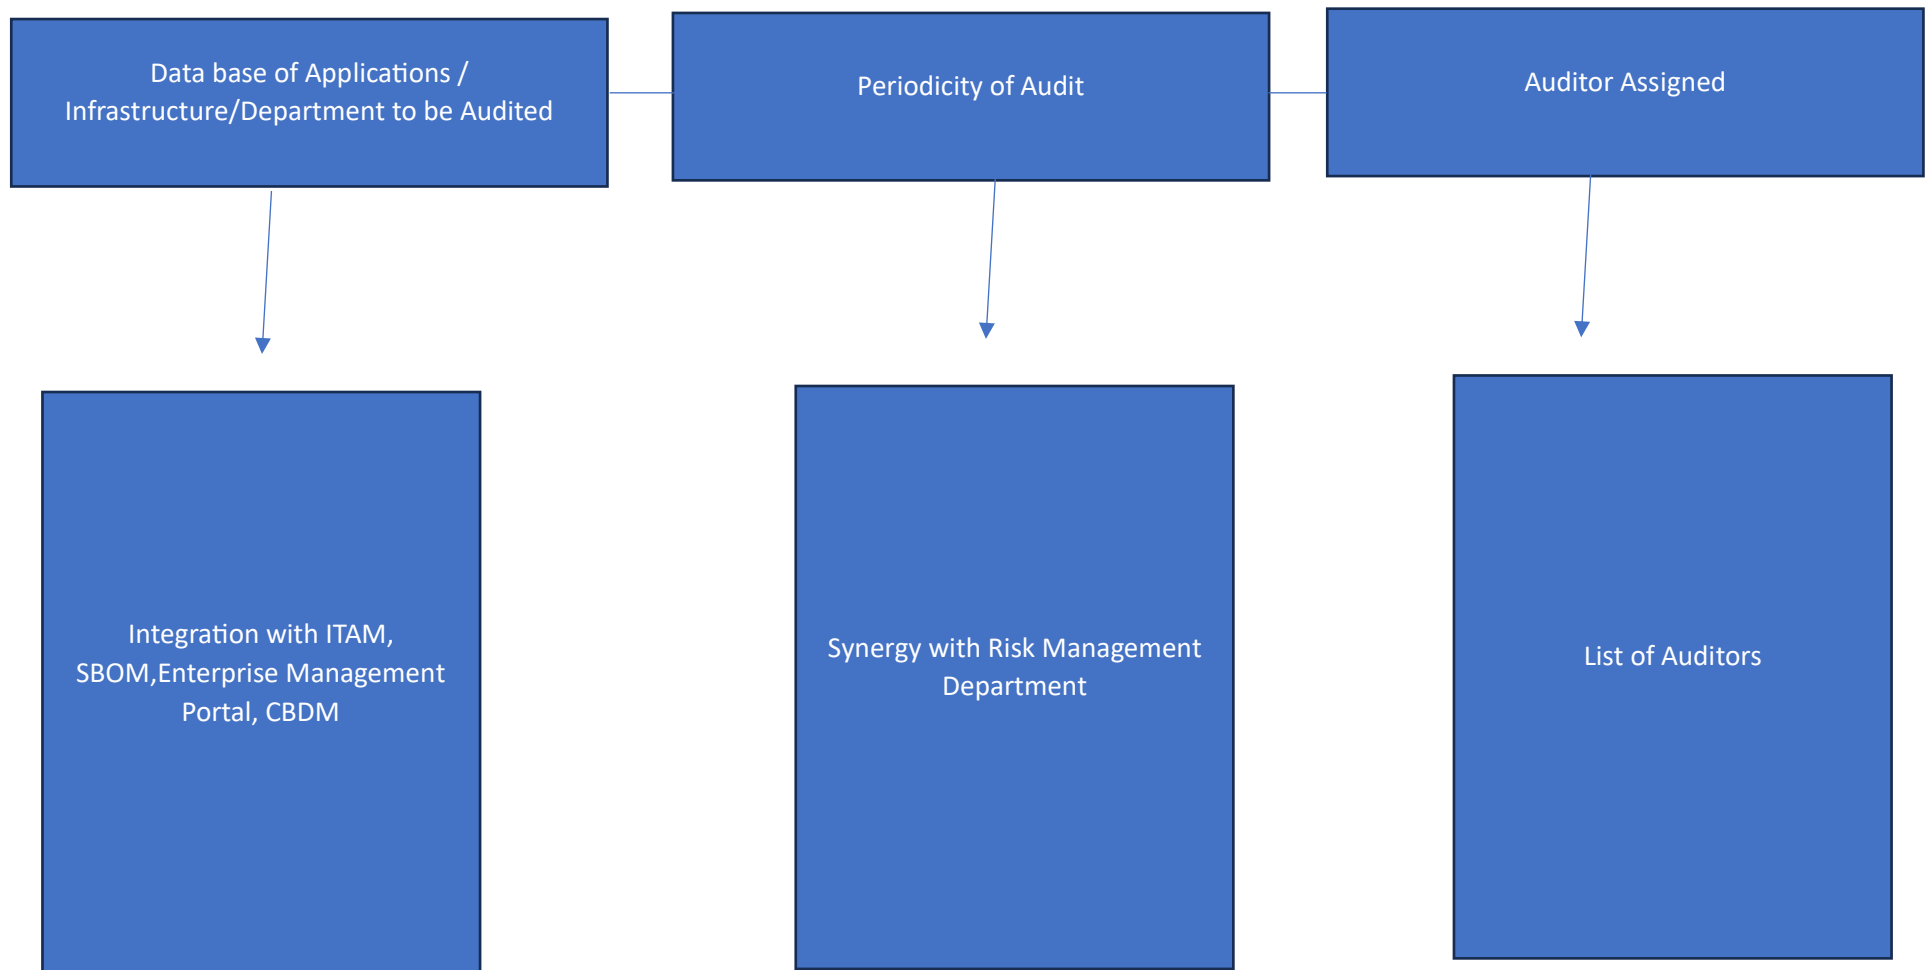 Data base of Applications /
Infrastructure/Department to be Audited
Periodicity of Audit
Auditor Assigned
Integration with ITAM,
SBOM,Enterprise Management
Portal, CBDM
Synergy with Risk Management
Department
List of Auditors